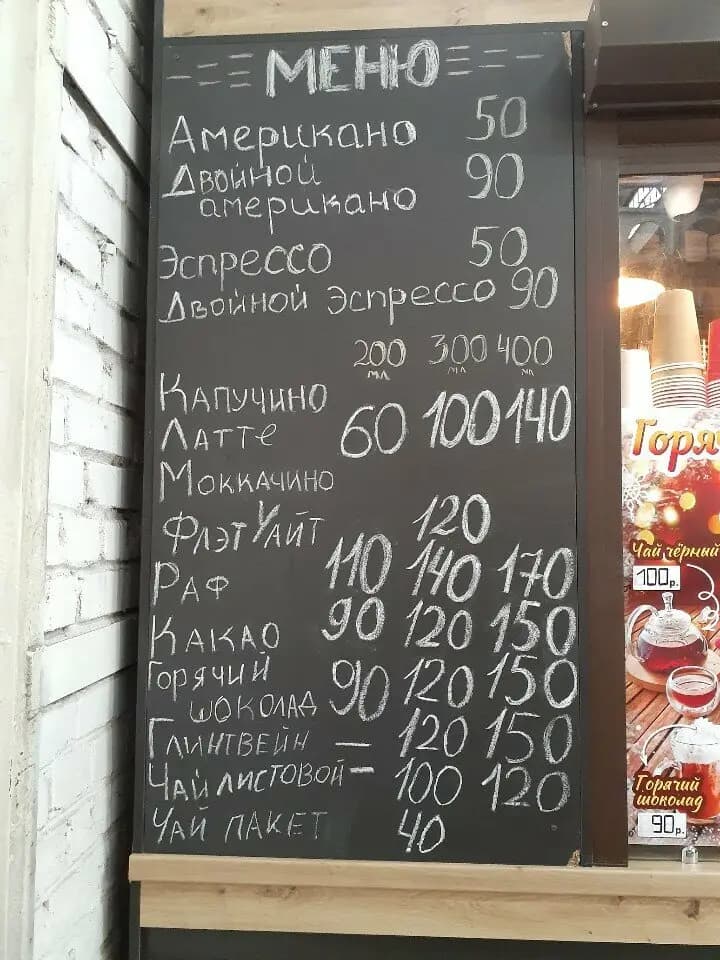 МЕНЮ
Американо 50
Двойной
американо 90
Эспрессо 50
Двойной Эспрессо 90
200 300 400
мл мл мл
Капучино
Латте 60 100 140
Моккачино
Флэт Уайт 120
Раф 110 140 170
Какао 90 120 150
Горячий
шоколад 90 120 150
Глинтвейн – 120 150
Чай листовой – 100 120
Чай пакет 40
Горя
Чай чёрный
100р.
Горячий
шоколад
90р.